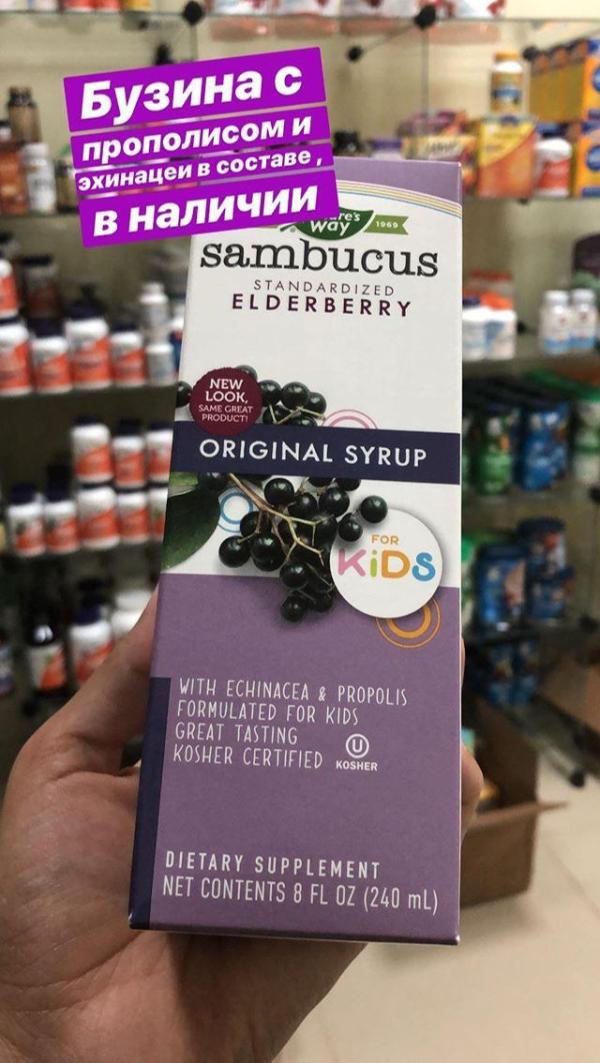 Бузина с
прополисом и
эхинацеи в составе ,
в наличии
way
1969
sambucus
STANDARDIZED
ELDERBERRY
NEW
LOOK,
SAME GREAT
PRODUCT!
ORIGINAL SYRUP
FOR
KiDS
WITH ECHINACEA & PROPOLIS
FORMULATED FOR KIDS
GREAT TASTING
KOSHER CERTIFIED
U
KOSHER
DIETARY SUPPLEMENT
NET CONTENTS 8 FL OZ (240 mL)